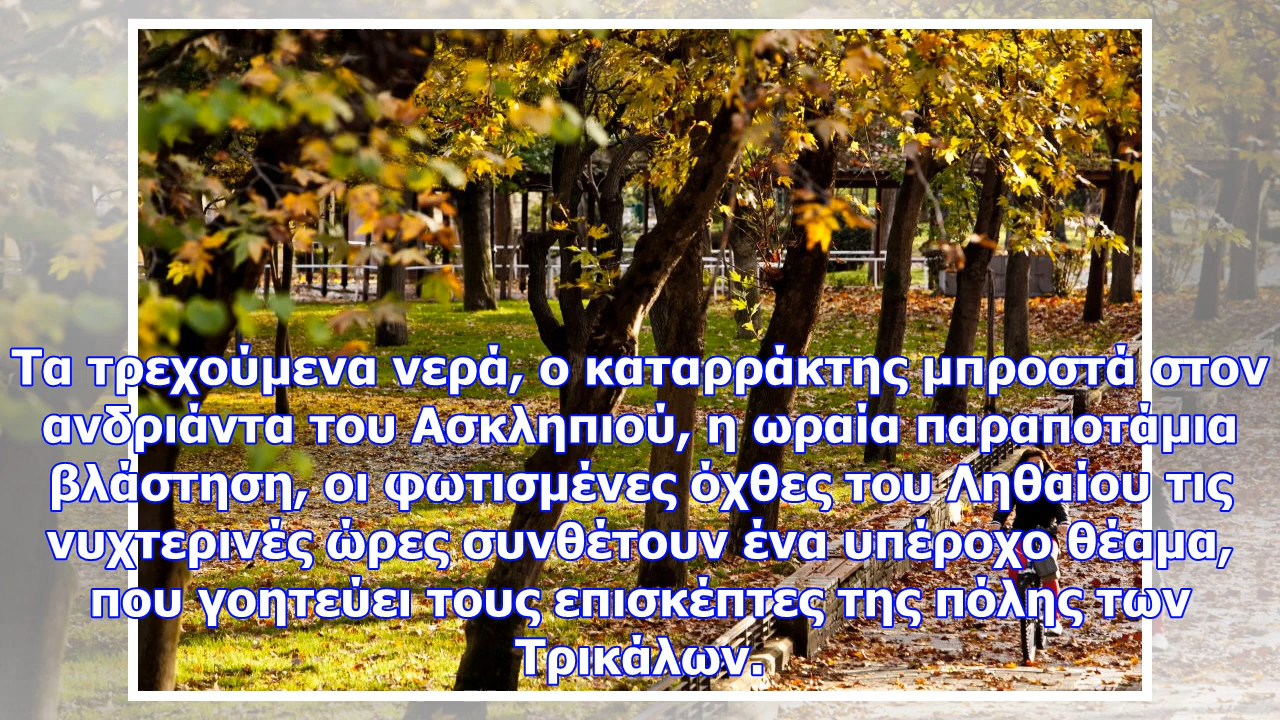 Τα τρεχούμενα νερά, ο καταρράκτης μπροστά στον
ανδριάντα του Ασκληπιού, η ωραία παραποτάμια
βλάστηση, οι φωτισμένες όχθες του Ληθαίου τις
νυχτερινές ώρες συνθέτουν ένα υπέροχο θέαμα,
που γοητεύει τους επισκέπτες της πόλης των
Τρικάλων.